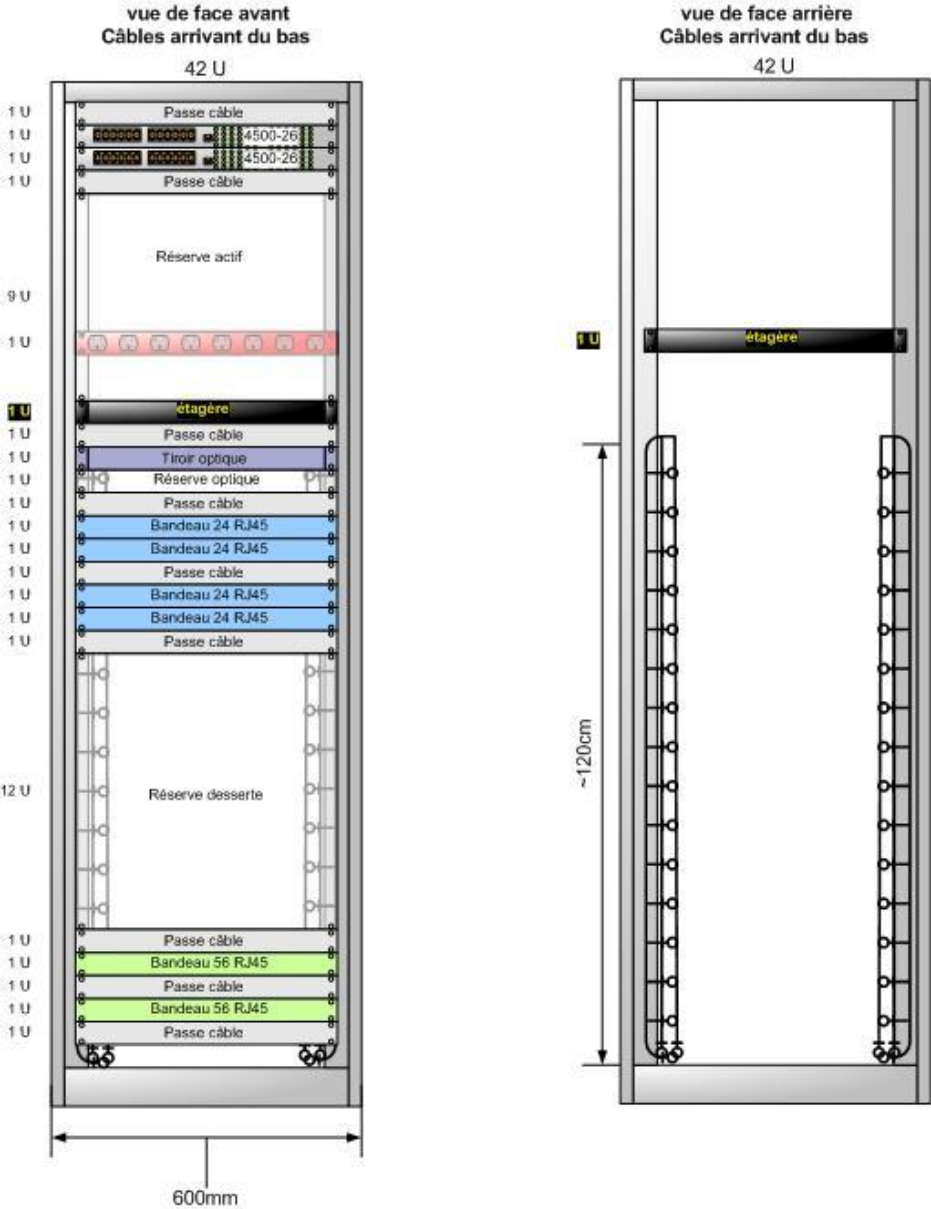 vue de face avant
Câbles arrivant du bas
42 U
1 U Passe câble
1 U 4500-26
1 U 4500-26
1 U Passe câble
Réserve actif
9 U
1 U
1 U étagère
1 U Passe câble
1 U Tiroir optique
1 U Réserve optique
1 U Passe câble
1 U Bandeau 24 RJ45
1 U Bandeau 24 RJ45
1 U Passe câble
1 U Bandeau 24 RJ45
1 U Bandeau 24 RJ45
1 U Passe câble
12 U Réserve desserte
1 U Passe câble
1 U Bandeau 56 RJ45
1 U Passe câble
1 U Bandeau 56 RJ45
1 U Passe câble
600mm
vue de face arrière
Câbles arrivant du bas
42 U
1 U étagère
~120cm